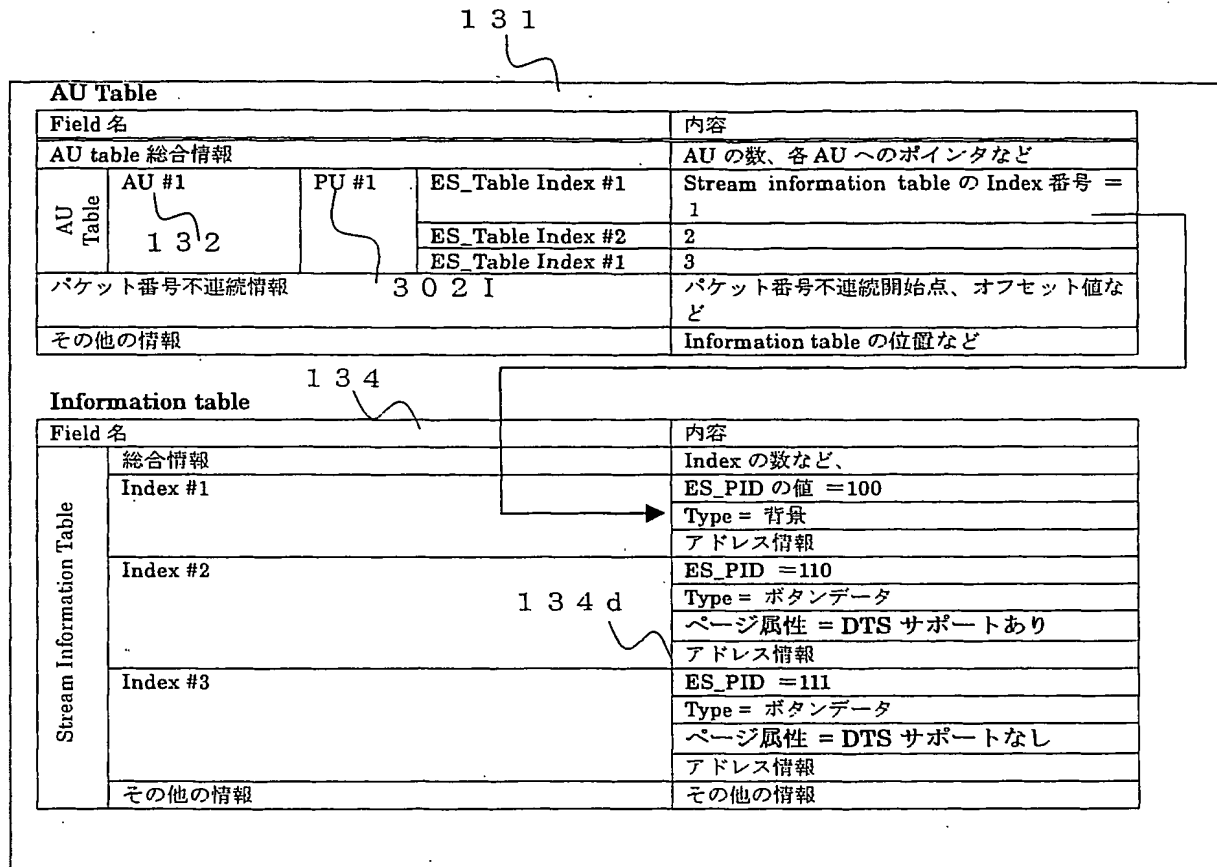 131
AU Table
Field 名 内容
AU table 総合情報 AU の数、各 AU へのポインタなど
AU Table
AU #1 PU #1 ES_Table Index #1 Stream information table の Index 番号 =
1
132
ES_Table Index #2 2
ES_Table Index #1 3
302I
パケット番号不連続情報 パケット番号不連続開始点、オフセット値な
ど
その他の情報 Information table の位置など
134
Information table
Field 名 内容
Stream Information Table
総合情報 Index の数など、
Index #1 ES_PID の値 =100
Type = 背景
アドレス情報
Index #2 ES_PID =110
134d
Type = ボタンデータ
ページ属性 = DTS サポートあり
アドレス情報
Index #3 ES_PID =111
Type = ボタンデータ
ページ属性 = DTS サポートなし
アドレス情報
その他の情報 その他の情報